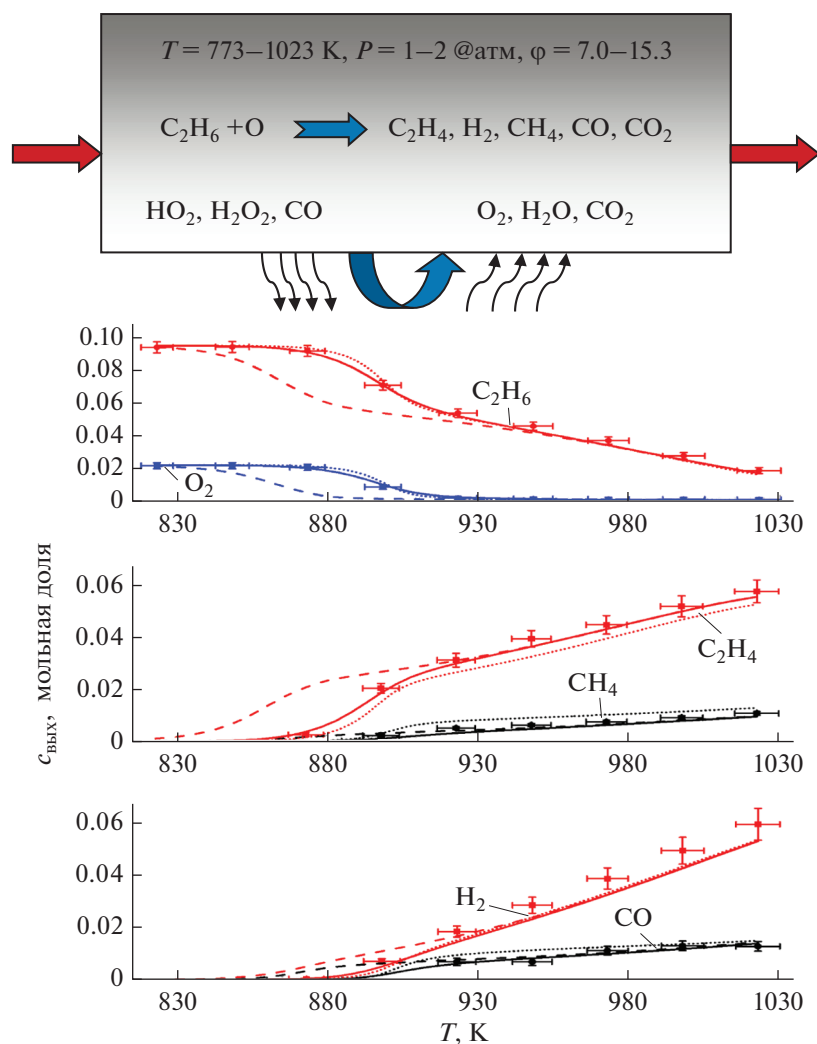 T = 773–1023 K, P = 1–2 @атм, φ = 7.0–15.3
C₂H₆ +O C₂H₄, H₂, CH₄, CO, CO₂
HO₂, H₂O₂, CO O₂, H₂O, CO₂
0.10
0.08
0.06
C₂H₆
0.04
0.02
O₂
0
830 880 930 980 1030
0.06
0.04
C₂H₄
0.02
CH₄
0
830 880 930 980 1030
cвых, мольная доля
0.06
0.04
H₂
0.02
CO
0
830 880 930 980 1030
T, K